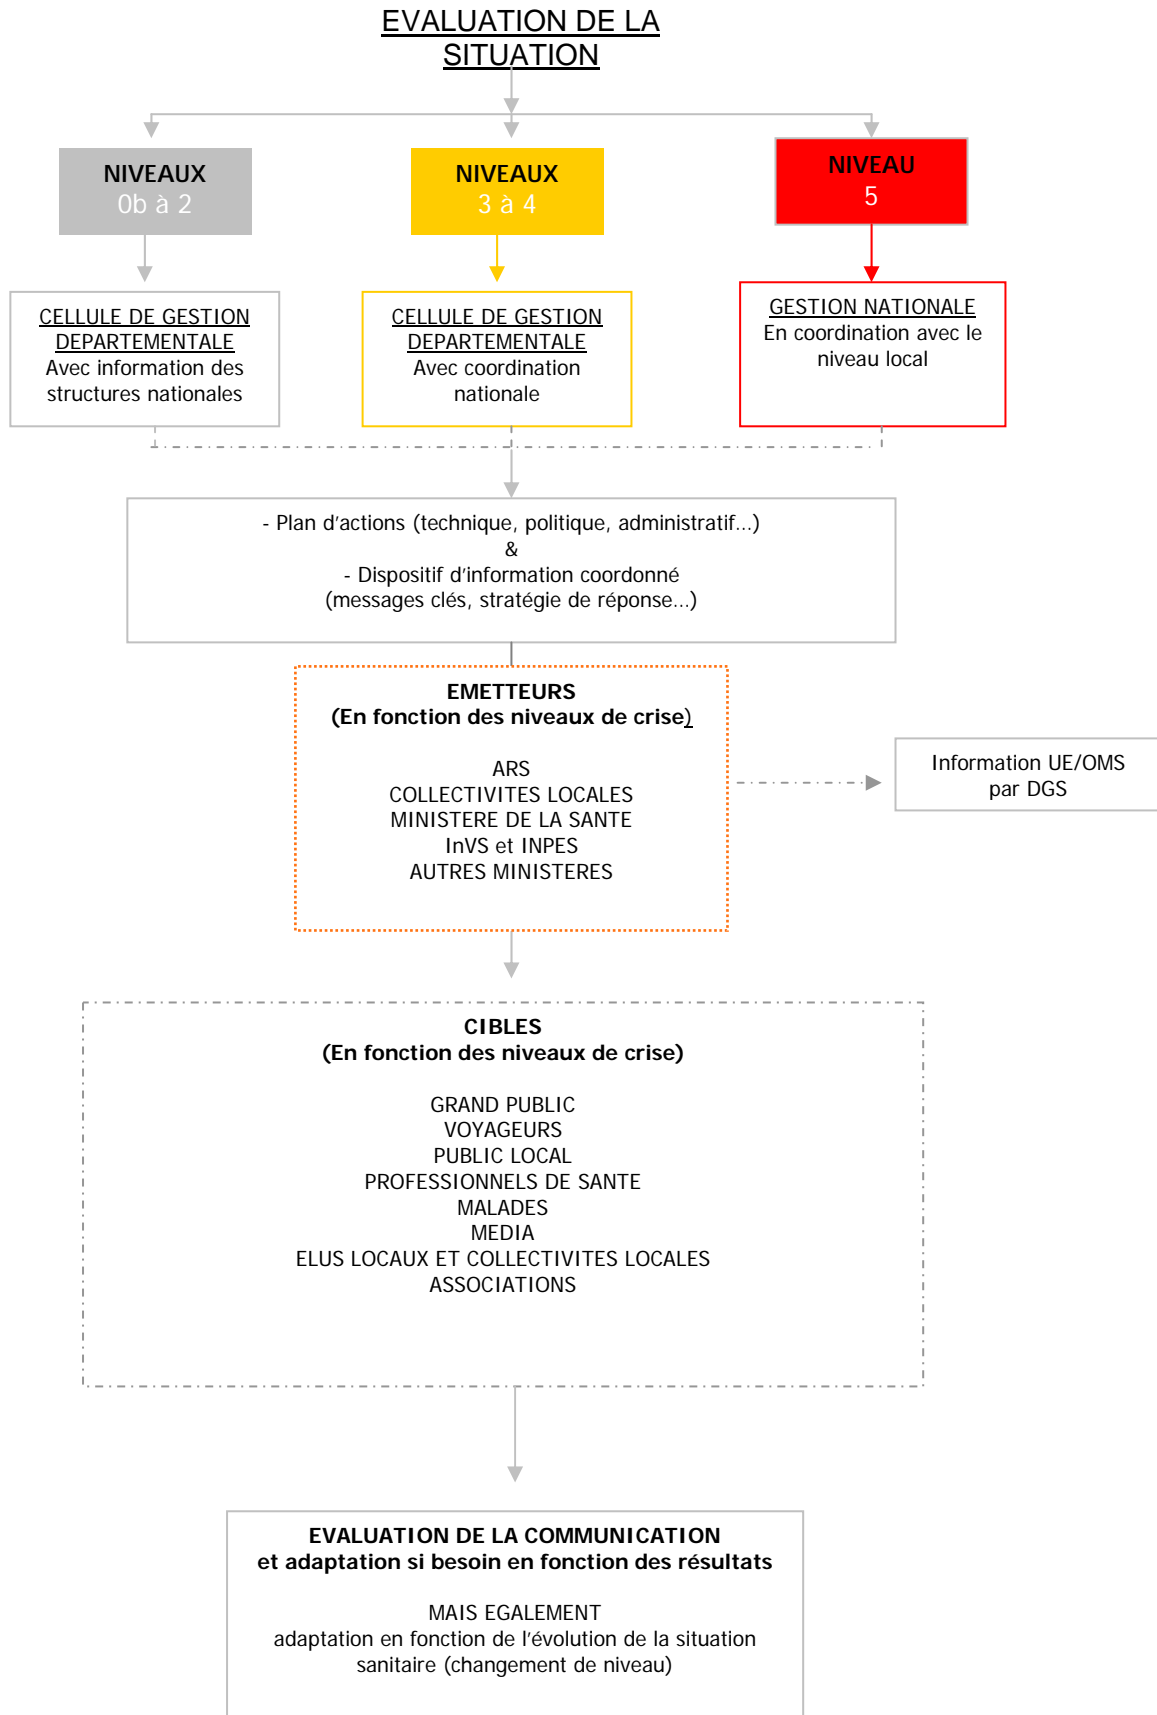 EVALUATION DE LA
SITUATION
NIVEAUX
0b à 2
NIVEAUX
3 à 4
NIVEAU
5
CELLULE DE GESTION
DEPARTEMENTALE
Avec information des
structures nationales
CELLULE DE GESTION
DEPARTEMENTALE
Avec coordination
nationale
GESTION NATIONALE
En coordination avec le
niveau local
- Plan d'actions (technique, politique, administratif...)
&
- Dispositif d'information coordonné
(messages clés, stratégie de réponse...)
EMETTEURS
(En fonction des niveaux de crise)
ARS
COLLECTIVITES LOCALES
MINISTERE DE LA SANTE
InVS et INPES
AUTRES MINISTERES
Information UE/OMS
par DGS
CIBLES
(En fonction des niveaux de crise)
GRAND PUBLIC
VOYAGEURS
PUBLIC LOCAL
PROFESSIONNELS DE SANTE
MALADES
MEDIA
ELUS LOCAUX ET COLLECTIVITES LOCALES
ASSOCIATIONS
EVALUATION DE LA COMMUNICATION
et adaptation si besoin en fonction des résultats
MAIS EGALEMENT
adaptation en fonction de l'évolution de la situation
sanitaire (changement de niveau)